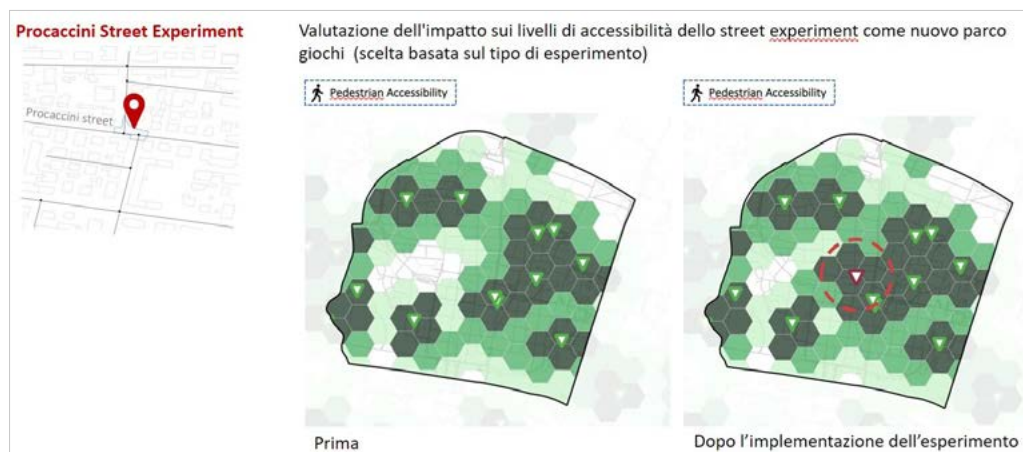 Procaccini Street Experiment
Procaccini street
Valutazione dell'impatto sui livelli di accessibilità dello street experiment come nuovo parco
giochi (scelta basata sul tipo di esperimento)
Pedestrian Accessibility
Pedestrian Accessibility
Prima
Dopo l'implementazione dell'esperimento